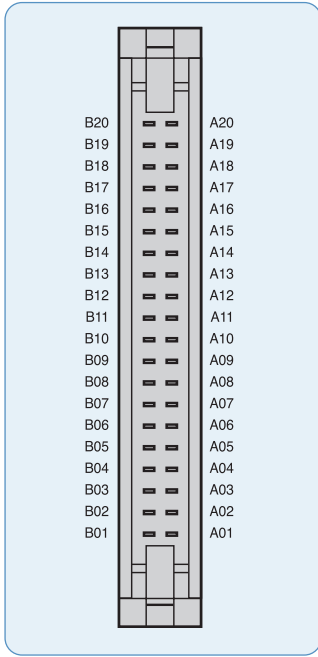 B20 A20
B19 A19
B18 A18
B17 A17
B16 A16
B15 A15
B14 A14
B13 A13
B12 A12
B11 A11
B10 A10
B09 A09
B08 A08
B07 A07
B06 A06
B05 A05
B04 A04
B03 A03
B02 A02
B01 A01